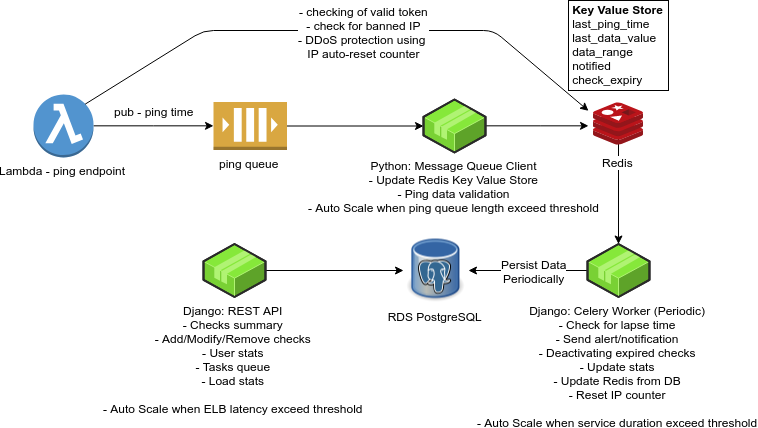 - checking of valid token
- check for banned IP
- DDoS protection using
IP auto-reset counter
Key Value Store
last_ping_time
last_data_value
data_range
notified
check_expiry
pub - ping time
Lambda - ping endpoint
ping queue
Python: Message Queue Client
- Update Redis Key Value Store
- Ping data validation
- Auto Scale when ping queue length exceed threshold
Redis
Django: REST API
- Checks summary
- Add/Modify/Remove checks
- User stats
- Tasks queue
- Load stats
- Auto Scale when ELB latency exceed threshold
RDS PostgreSQL
Persist Data
Periodically
Django: Celery Worker (Periodic)
- Check for lapse time
- Send alert/notification
- Deactivating expired checks
- Update stats
- Update Redis from DB
- Reset IP counter
- Auto Scale when service duration exceed threshold